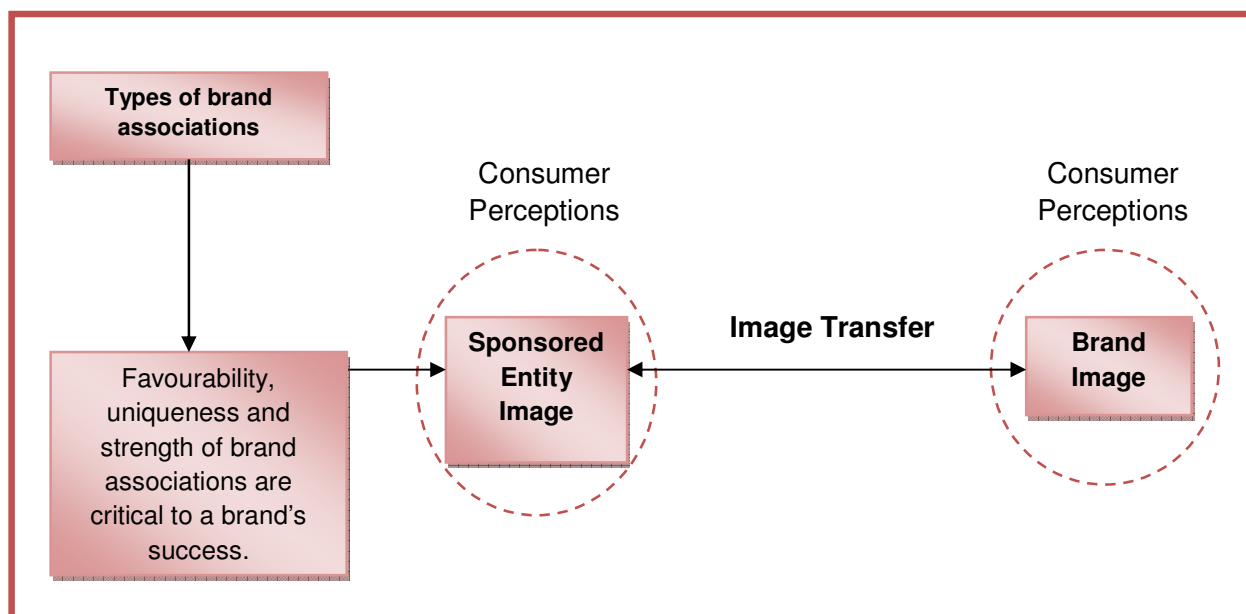 Types of brand
associations
Consumer
Perceptions
Consumer
Perceptions
Favourability,
uniqueness and
strength of brand
associations are
critical to a brand’s
success.
Sponsored
Entity
Image
Image Transfer
Brand
Image